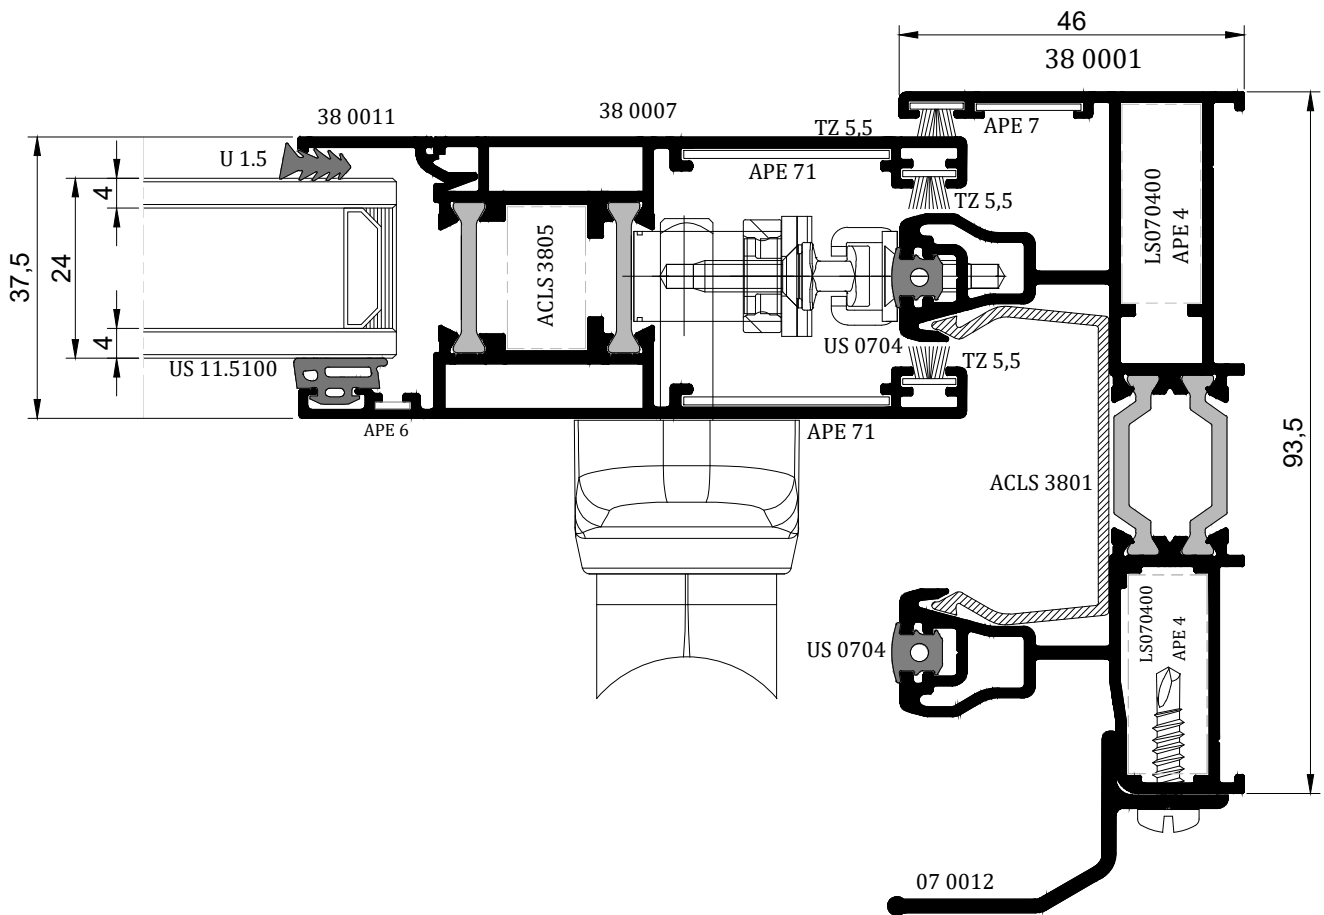 46
38 0001
38 0011
38 0007
TZ 5,5
APE 7
U 1.5
APE 71
TZ 5,5
LS070400
APE 4
4
37,5
24
ACLS 3805
4
US 0704
TZ 5,5
US 11.5100
APE 6
APE 71
93,5
ACLS 3801
LS070400
APE 4
US 0704
07 0012